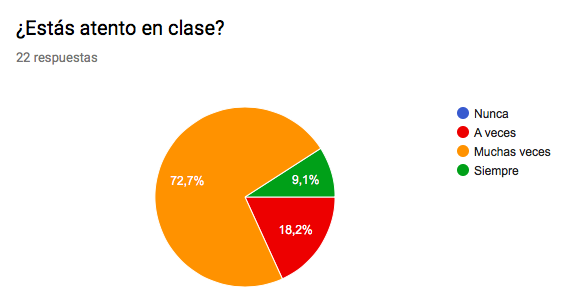 ¿Estás atento en clase?
22 respuestas
Nunca
A veces
Muchas veces
Siempre
72,7%
9,1%
18,2%